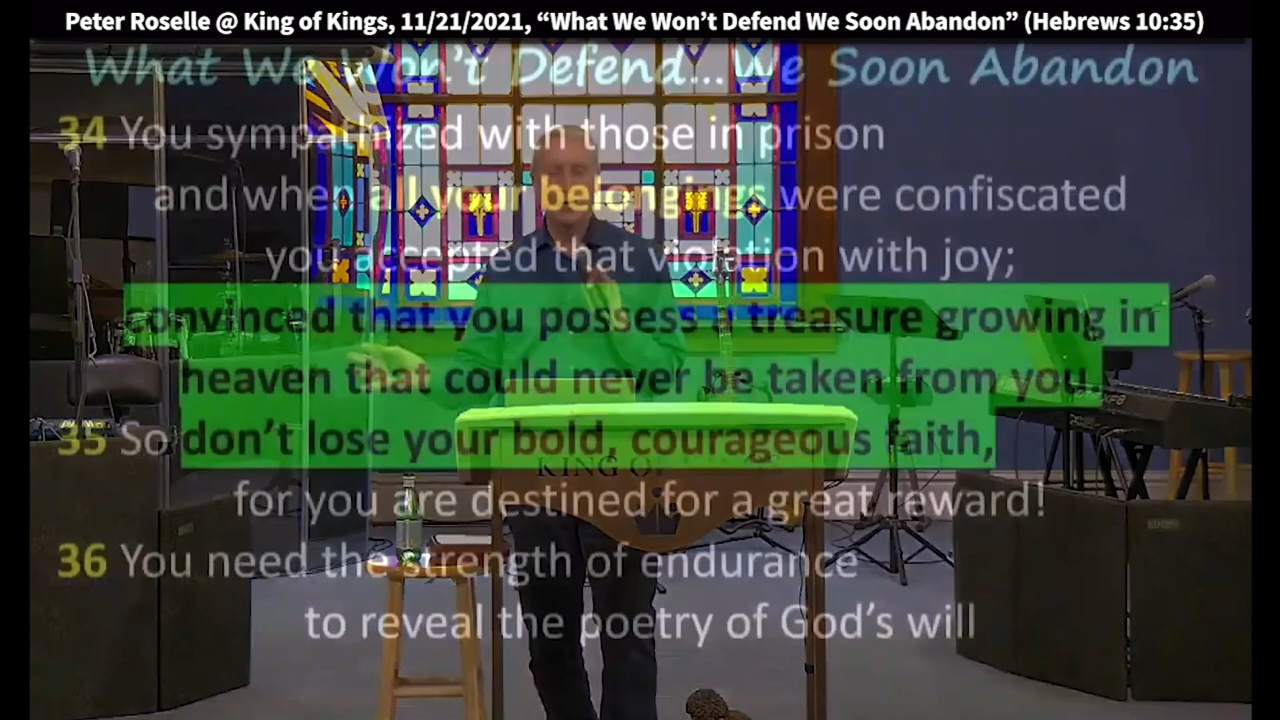 Peter Roselle @ King of Kings, 11/21/2021, “What We Won’t Defend We Soon Abandon” (Hebrews 10:35)
What We Won’t Defend...We Soon Abandon
34 You sympathized with those in prison
and when all your belongings were confiscated
you accepted that violation with joy;
convinced that you possess a treasure growing in
heaven that could never be taken from you.
35 So don’t lose your bold, courageous faith,
KING O
for you are destined for a great reward!
36 You need the strength of endurance
to reveal the poetry of God’s will